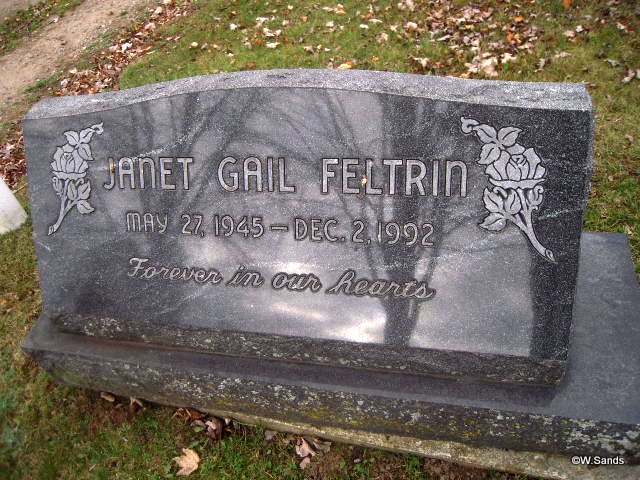 JANET GAIL FELTRIN
MAY 27, 1945 – DEC. 2, 1992
Forever in our hearts
©W.Sands